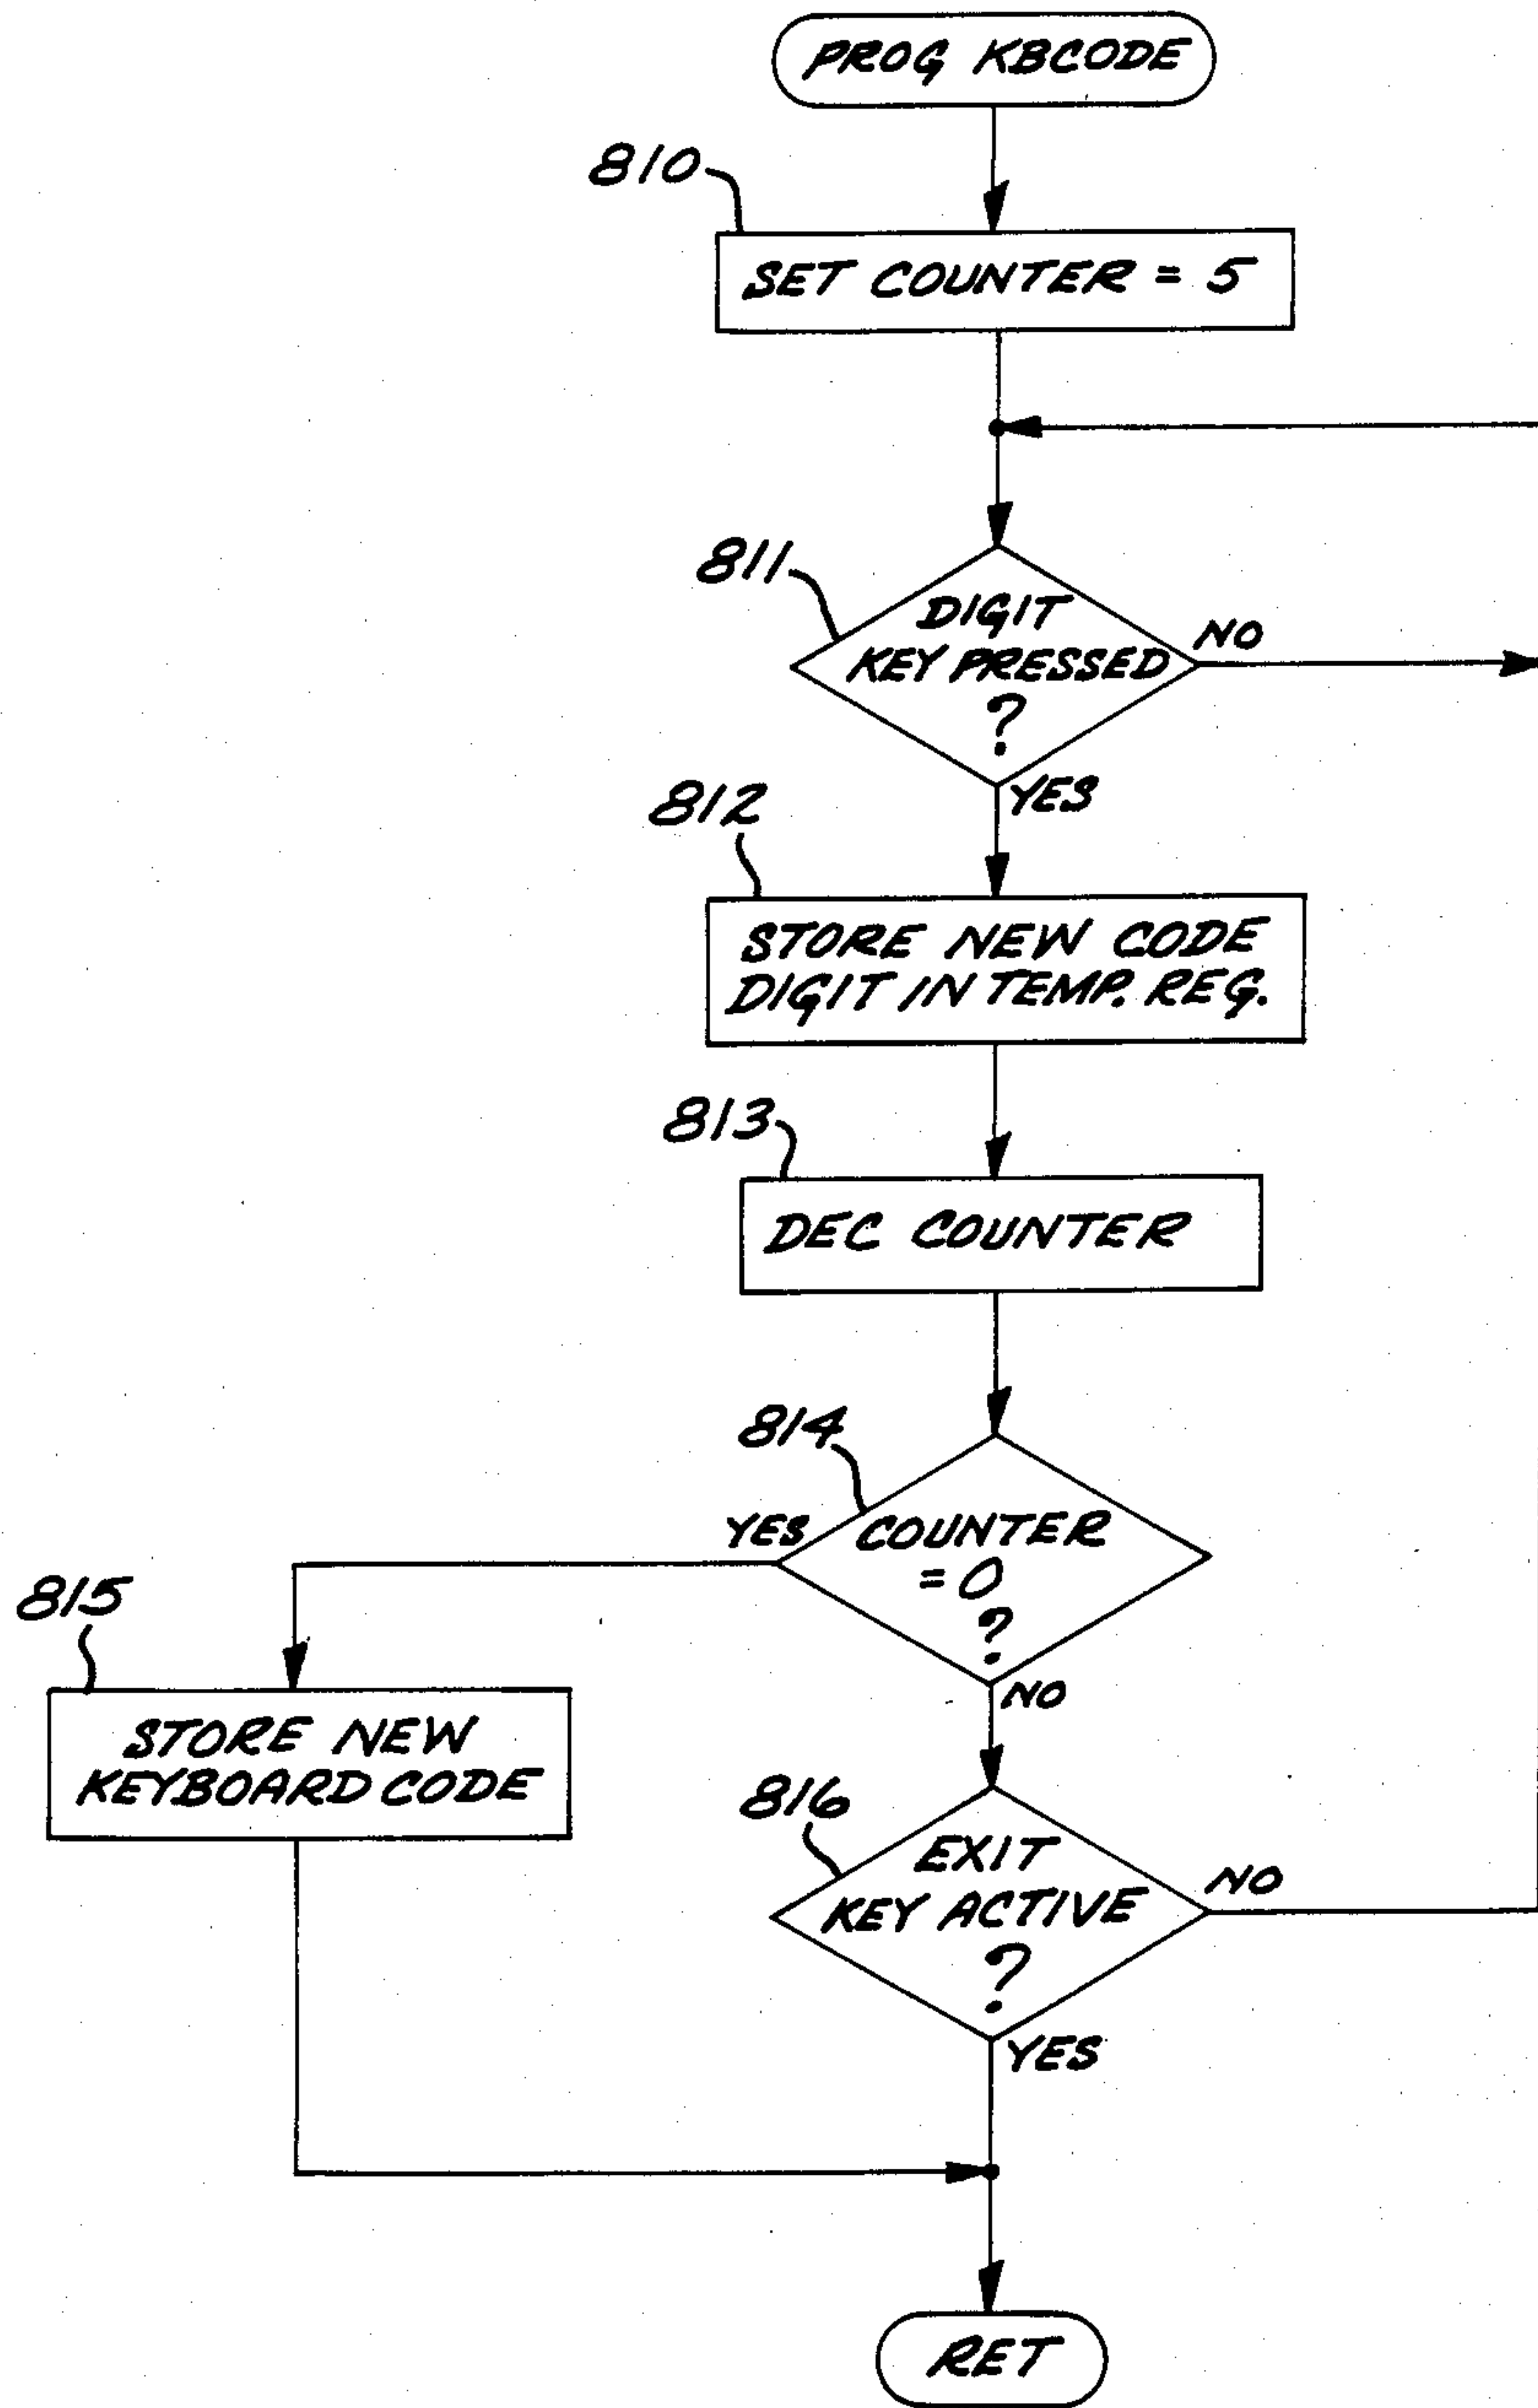 PROG KBCODE
810
SET COUNTER = 5
811
DIGIT
KEY PRESSED
?
NO
YES
812
STORE NEW CODE
DIGIT IN TEMP. REG.
813
DEC COUNTER
814
YES
COUNTER
= 0
?
NO
815
STORE NEW
KEYBOARD CODE
816
EXIT
KEY ACTIVE
?
NO
YES
RET